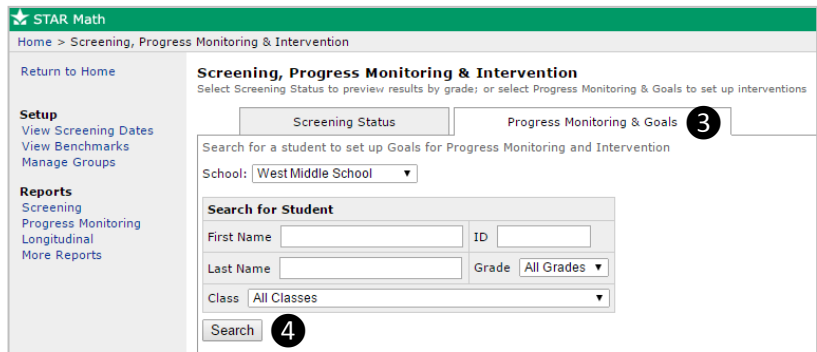 STAR Math
Home > Screening, Progress Monitoring & Intervention
Return to Home
Setup
View Screening Dates
View Benchmarks
Manage Groups
Reports
Screening
Progress Monitoring
Longitudinal
More Reports
Screening, Progress Monitoring & Intervention
Select Screening Status to preview results by grade; or select Progress Monitoring & Goals to set up interventions
Screening Status
Progress Monitoring & Goals 3
Search for a student to set up Goals for Progress Monitoring and Intervention
School: West Middle School
Search for Student
First Name ID
Last Name Grade All Grades
Class All Classes
Search 4